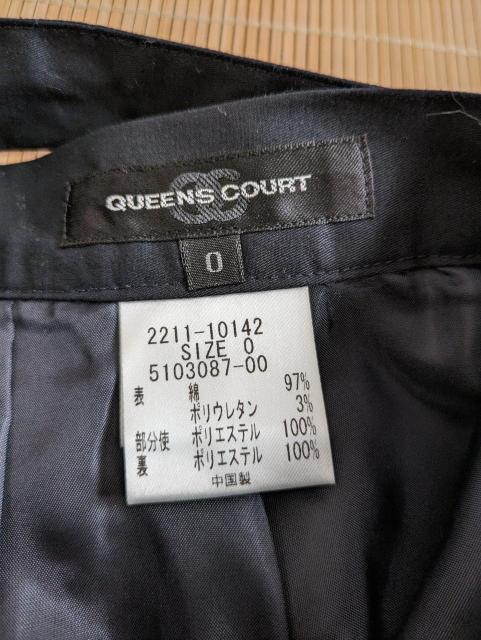 QUEENS COURT
0
2211-10142
SIZE 0
5103087-00
表 綿 97%
ポリウレタン 3%
部分使 ポリエステル 100%
裏 ポリエステル 100%
中国製